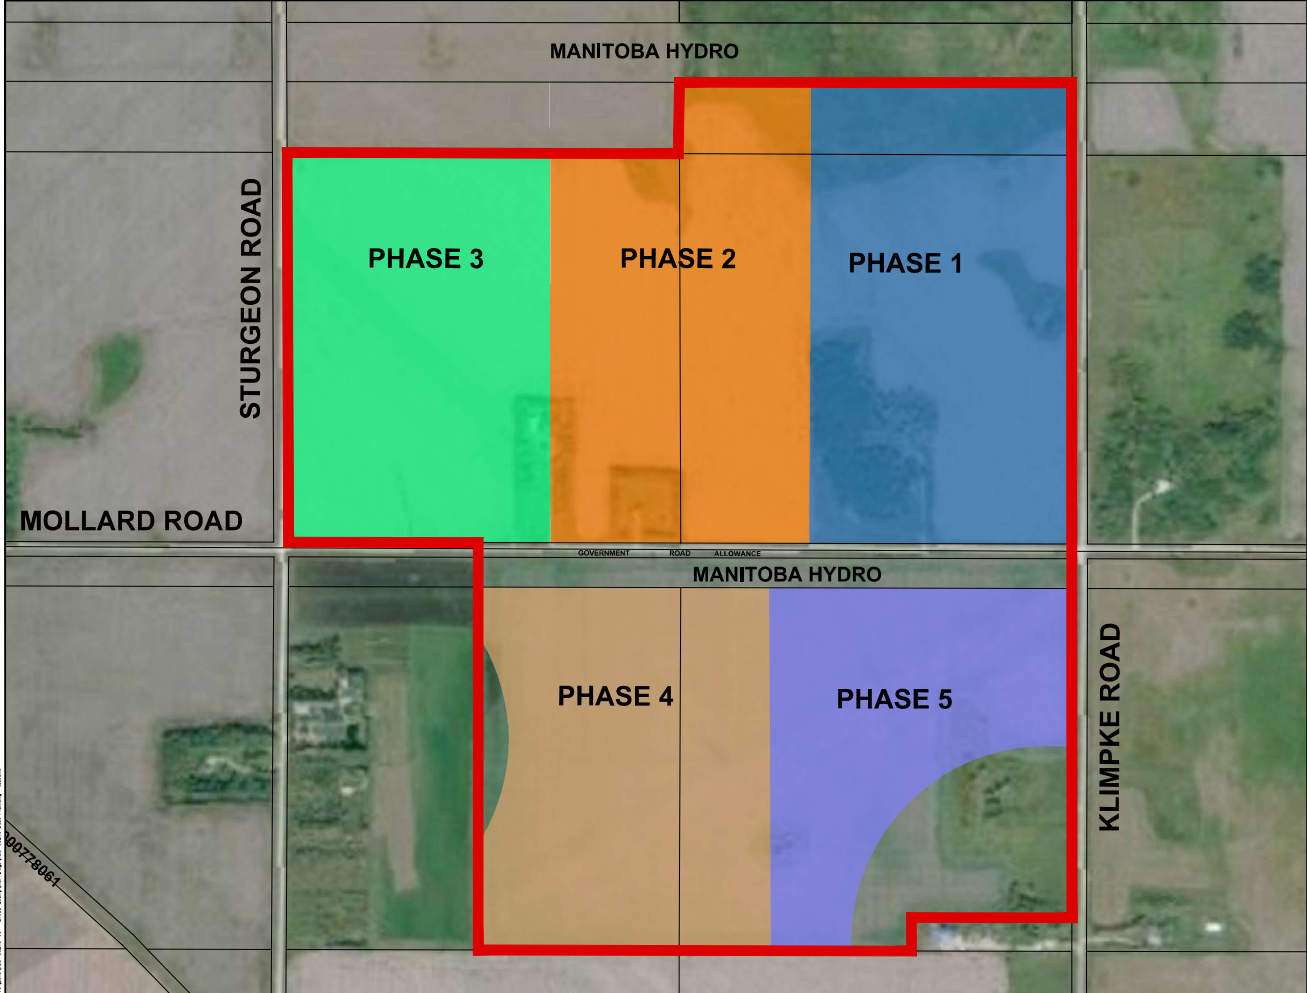 MANITOBA HYDRO
STURGEON ROAD
PHASE 3
PHASE 2
PHASE 1
MOLLARD ROAD
GOVERNMENT ROAD ALLOWANCE
MANITOBA HYDRO
PHASE 4
PHASE 5
KLIMPKE ROAD